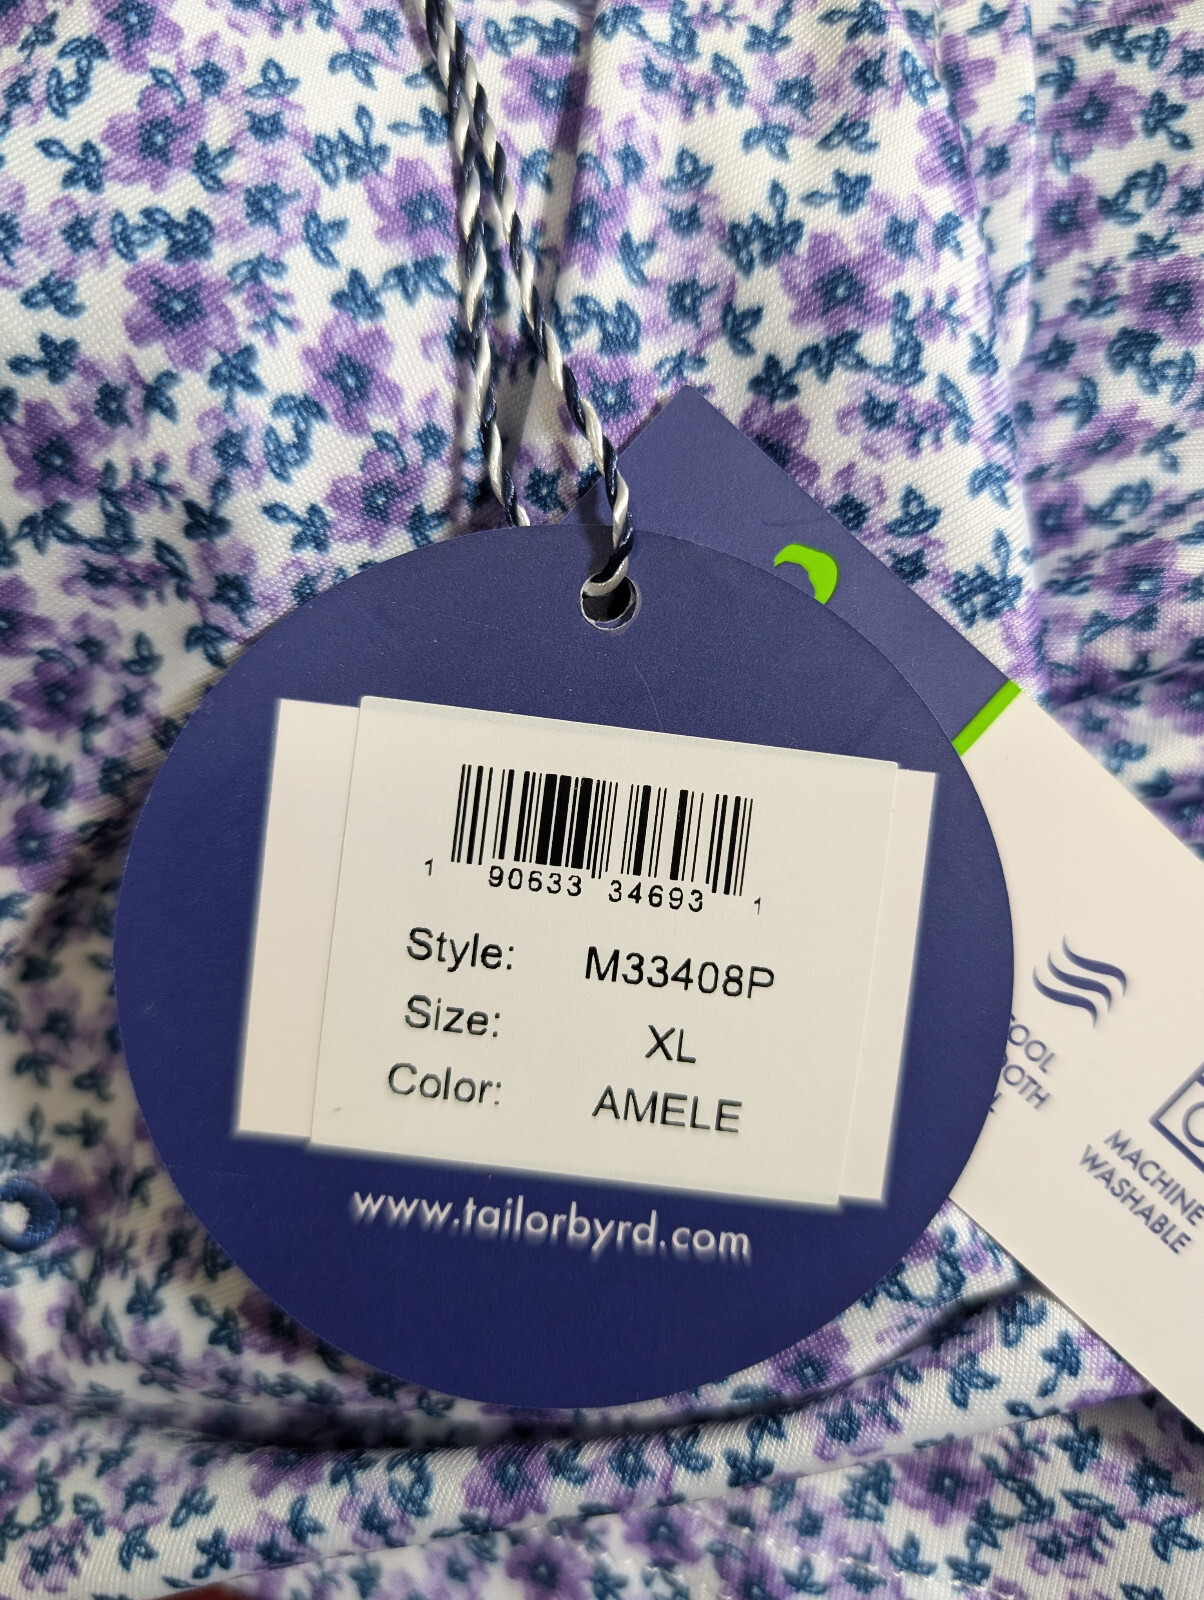 1 90633 34693 1
Style: M33408P
Size: XL
Color: AMELE
www.tailorbyrd.com
MACHINE
WASHABLE